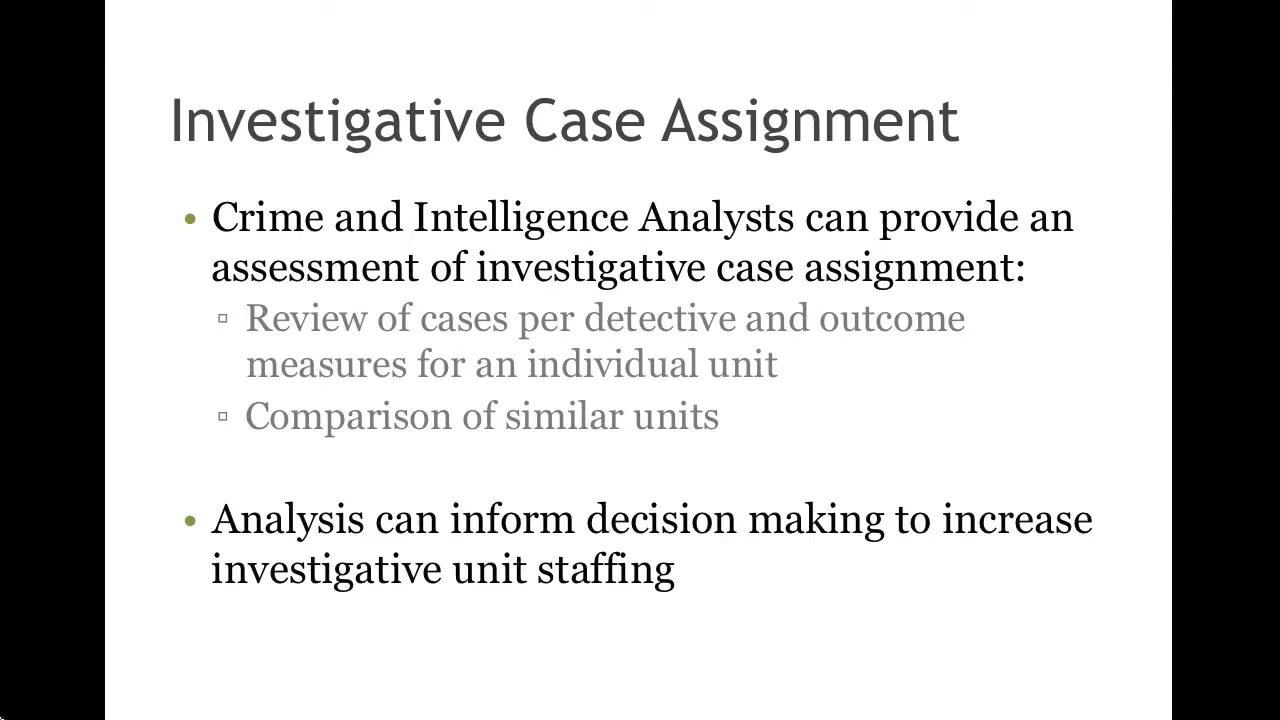 Investigative Case Assignment
• Crime and Intelligence Analysts can provide an
assessment of investigative case assignment:
▫ Review of cases per detective and outcome
measures for an individual unit
▫ Comparison of similar units
• Analysis can inform decision making to increase
investigative unit staffing